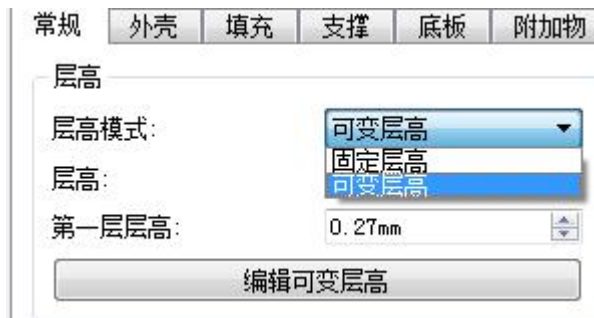 常规 外壳 填充 支撑 底板 附加物
层高
层高模式: 可变层高
固定层高
层高: 可变层高
第一层层高: 0.27mm
编辑可变层高